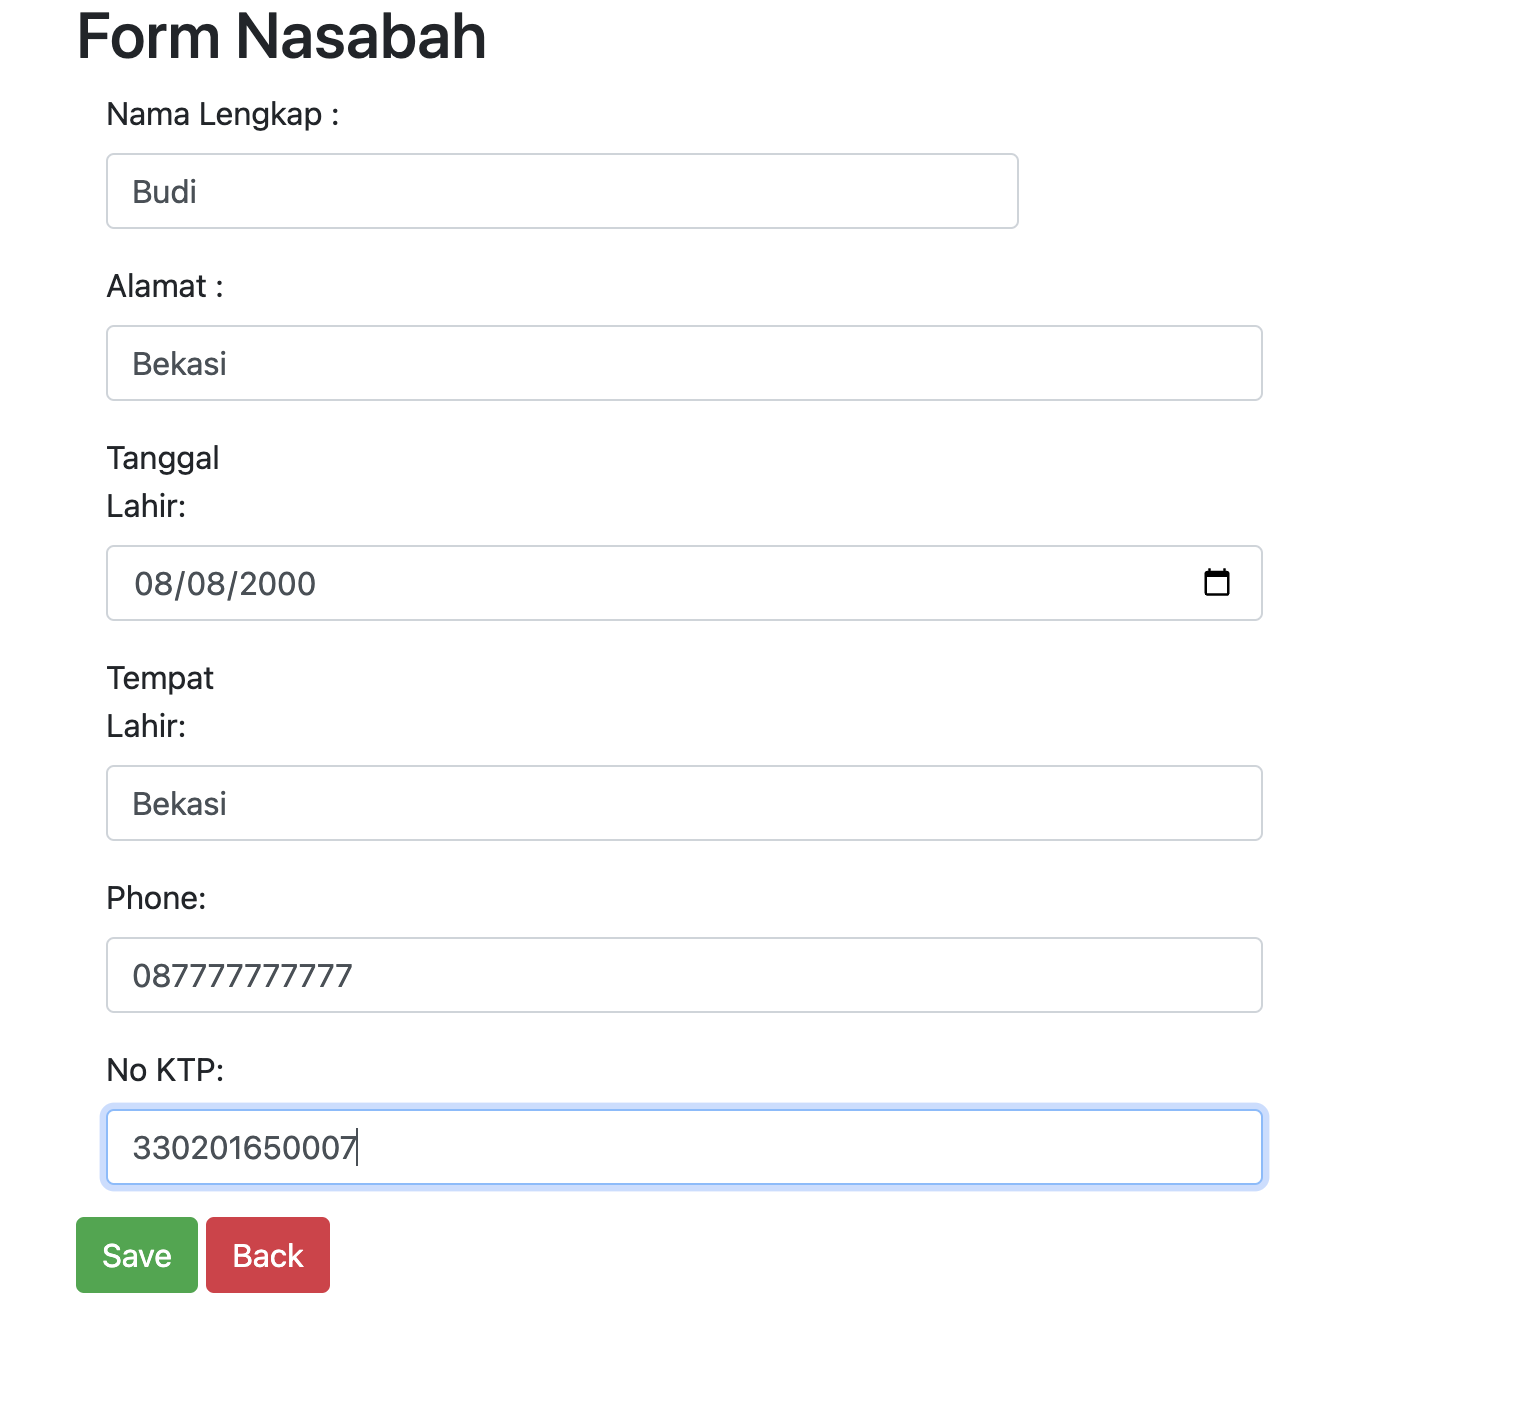 Form Nasabah
Nama Lengkap :
Budi
Alamat :
Bekasi
Tanggal
Lahir:
08/08/2000
Tempat
Lahir:
Bekasi
Phone:
087777777777
No KTP:
330201650007
Save Back